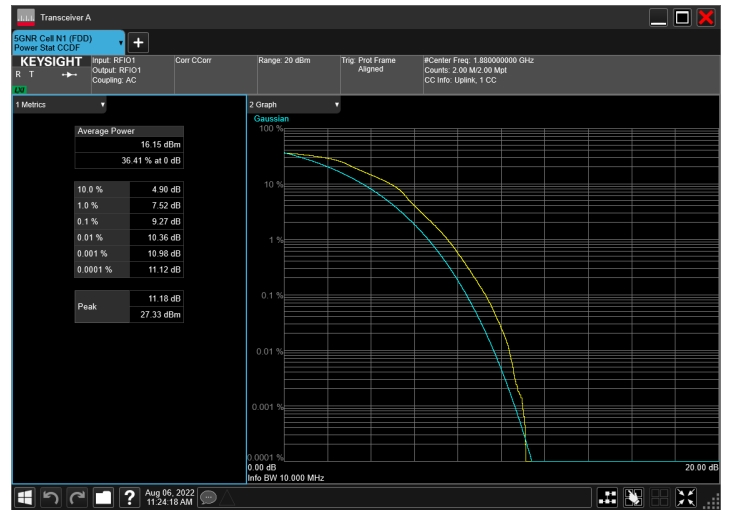 Transceiver A
5GNR Cell N1 (FDD)
Power Stat CCDF
KEYSIGHT
R T
LXI
Input: RFIO1
Output: RFIO1
Coupling: AC
Corr CCorr
Range: 20 dBm
Trig: Prot Frame
Aligned
#Center Freq: 1.880000000 GHz
Counts: 2.00 M/2.00 Mpt
CC Info: Uplink, 1 CC
1 Metrics
Average Power
16.15 dBm
36.41 % at 0 dB
10.0 % 4.90 dB
1.0 % 7.52 dB
0.1 % 9.27 dB
0.01 % 10.36 dB
0.001 % 10.98 dB
0.0001 % 11.12 dB
Peak
11.18 dB
27.33 dBm
2 Graph
Gaussian
100 %
10 %
1 %
0.1 %
0.01 %
0.001 %
0.0001 %
0.00 dB 20.00 dB
Info BW 10.000 MHz
?
Aug 06, 2022
11:24:18 AM